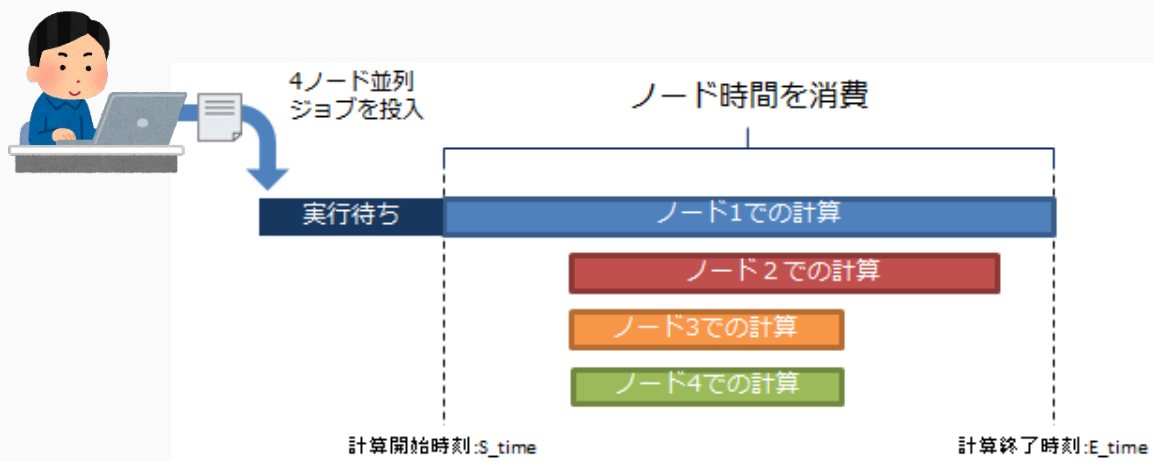 4ノード並列
ジョブを投入
ノード時間を消費
実行待ち
ノード1での計算
ノード２での計算
ノード3での計算
ノード4での計算
計算開始時刻:S_time
計算終了時刻:E_time